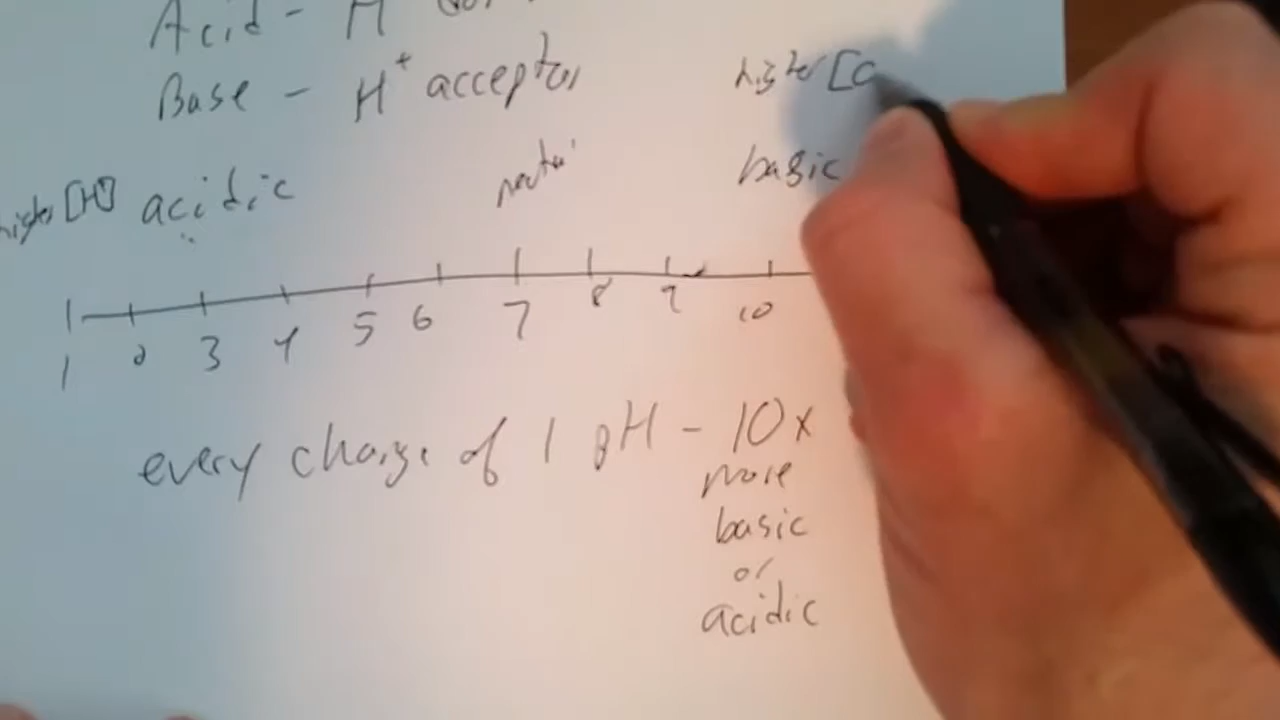 Acid - H
Base - H⁺ acceptor
higher [O
higher [H⁺] acidic
basic
1 2 3 4 5 6 7 8 9 10
every change of 1 pH - 10x
more
basic
or
acidic